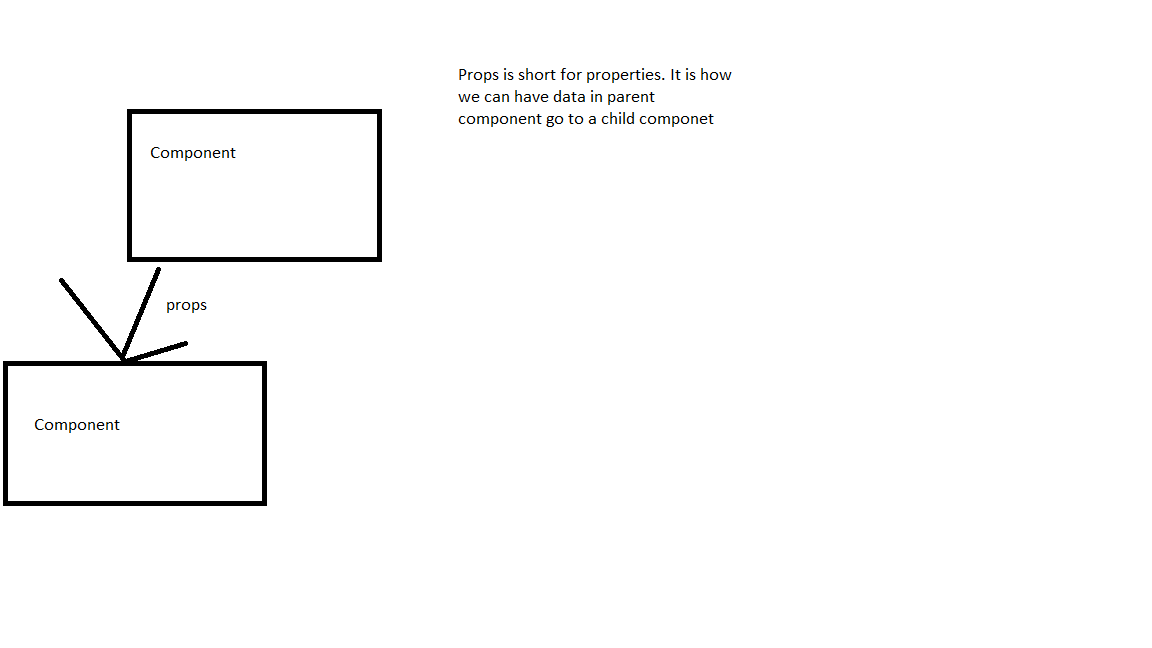 Props is short for properties. It is how
we can have data in parent
component go to a child componet
Component
props
Component